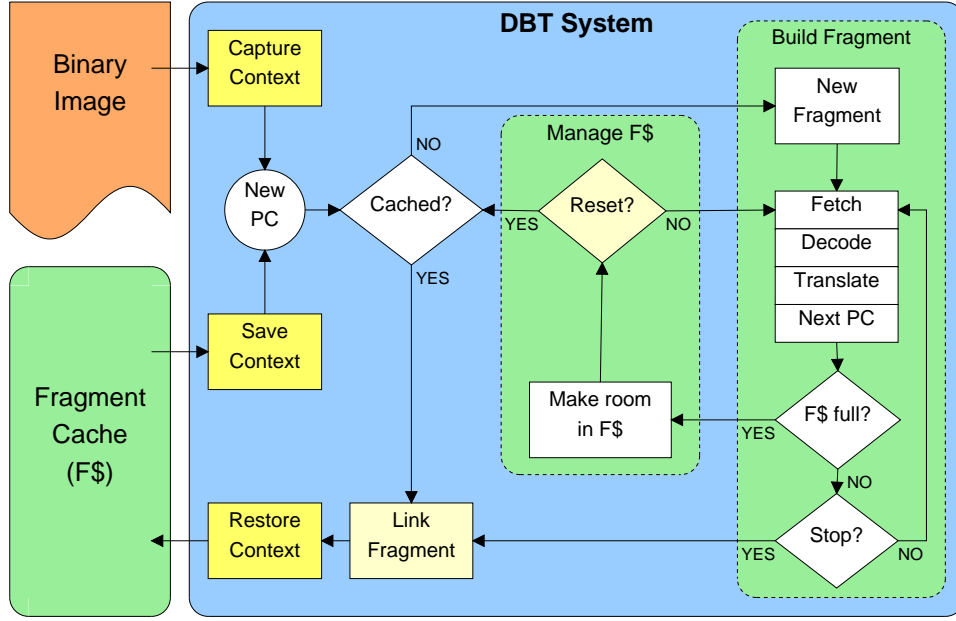 DBT System
Binary
Image
Capture
Context
Build Fragment
New
Fragment
Manage F$
NO
New
PC
Cached?
YES
Reset?
NO
Fetch
Decode
Translate
Next PC
YES
Save
Context
Fragment
Cache
(F$)
Make room
in F$
YES
F$ full?
NO
Restore
Context
Link
Fragment
YES
Stop?
NO